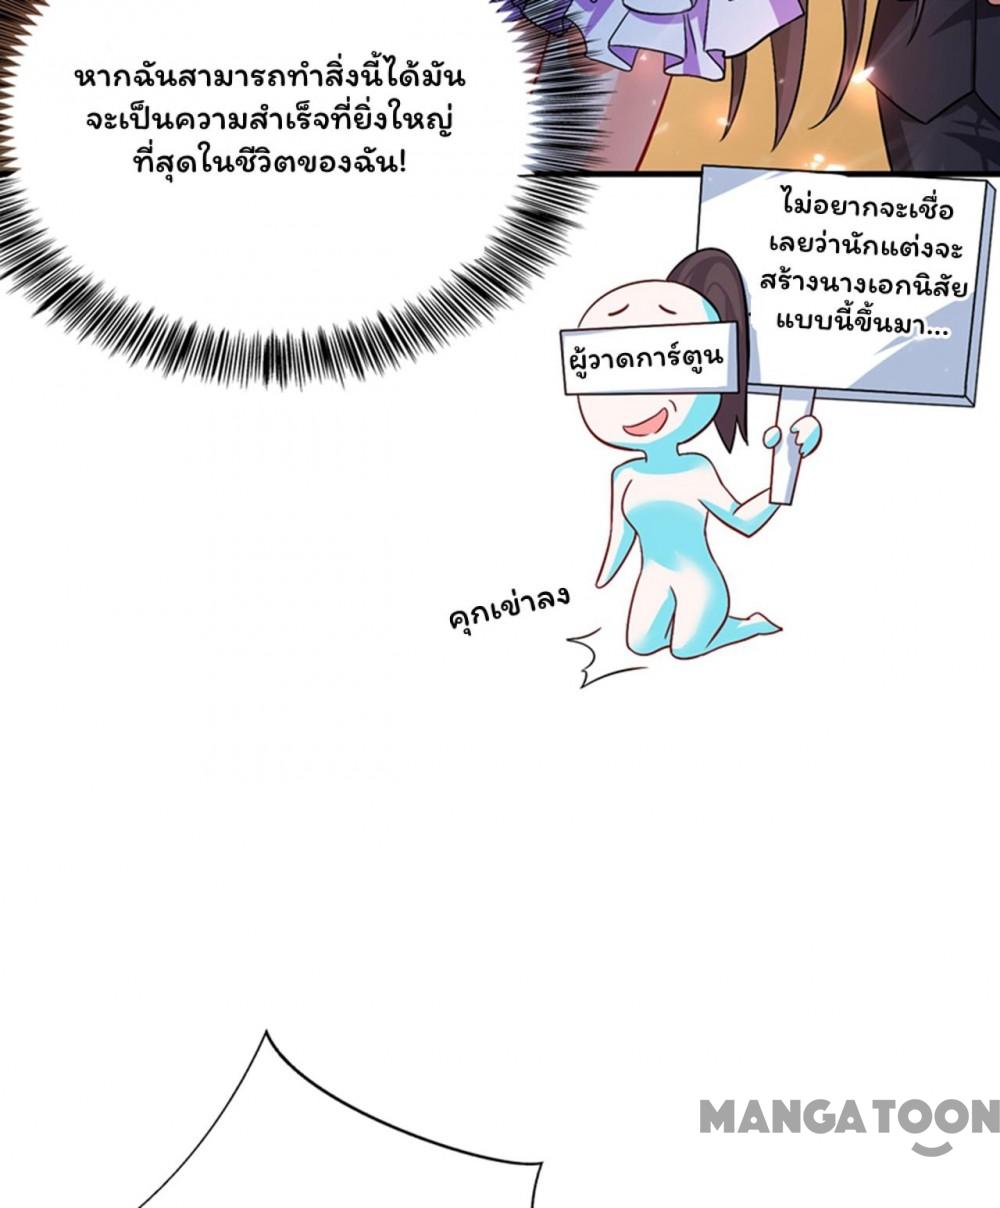 หากฉันสามารถทำสิ่งนี้ได้มัน
จะเป็นความสำเร็จที่ยิ่งใหญ่
ที่สุดในชีวิตของฉัน!
ไม่อยากจะเชื่อ
เลยว่านักแต่งจะ
สร้างนางเอกนิสัย
แบบนี้ขึ้นมา...
ผู้วาดการ์ตูน
คุกเข่าลง
MANGATOON